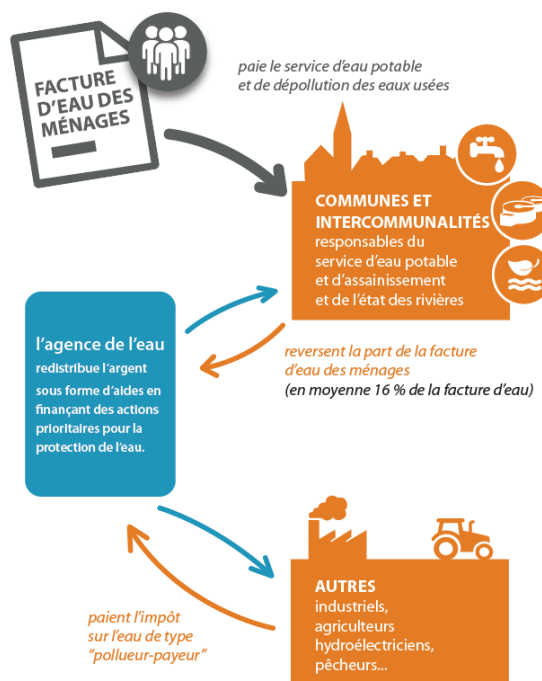 FACTURE
D'EAU DES
MÉNAGES
paie le service d'eau potable
et de dépollution des eaux usées
COMMUNES ET
INTERCOMMUNALITÉS
responsables du
service d'eau potable
et d'assainissement
et de l'état des rivières
l'agence de l'eau
redistribue l'argent
sous forme d'aides en
finançant des actions
prioritaires pour la
protection de l'eau.
reversent la part de la facture
d'eau des ménages
(en moyenne 16 % de la facture d'eau)
AUTRES
industriels,
agriculteurs
hydroélectriciens,
pêcheurs...
paient l'impôt
sur l'eau de type
"pollueur-payeur"